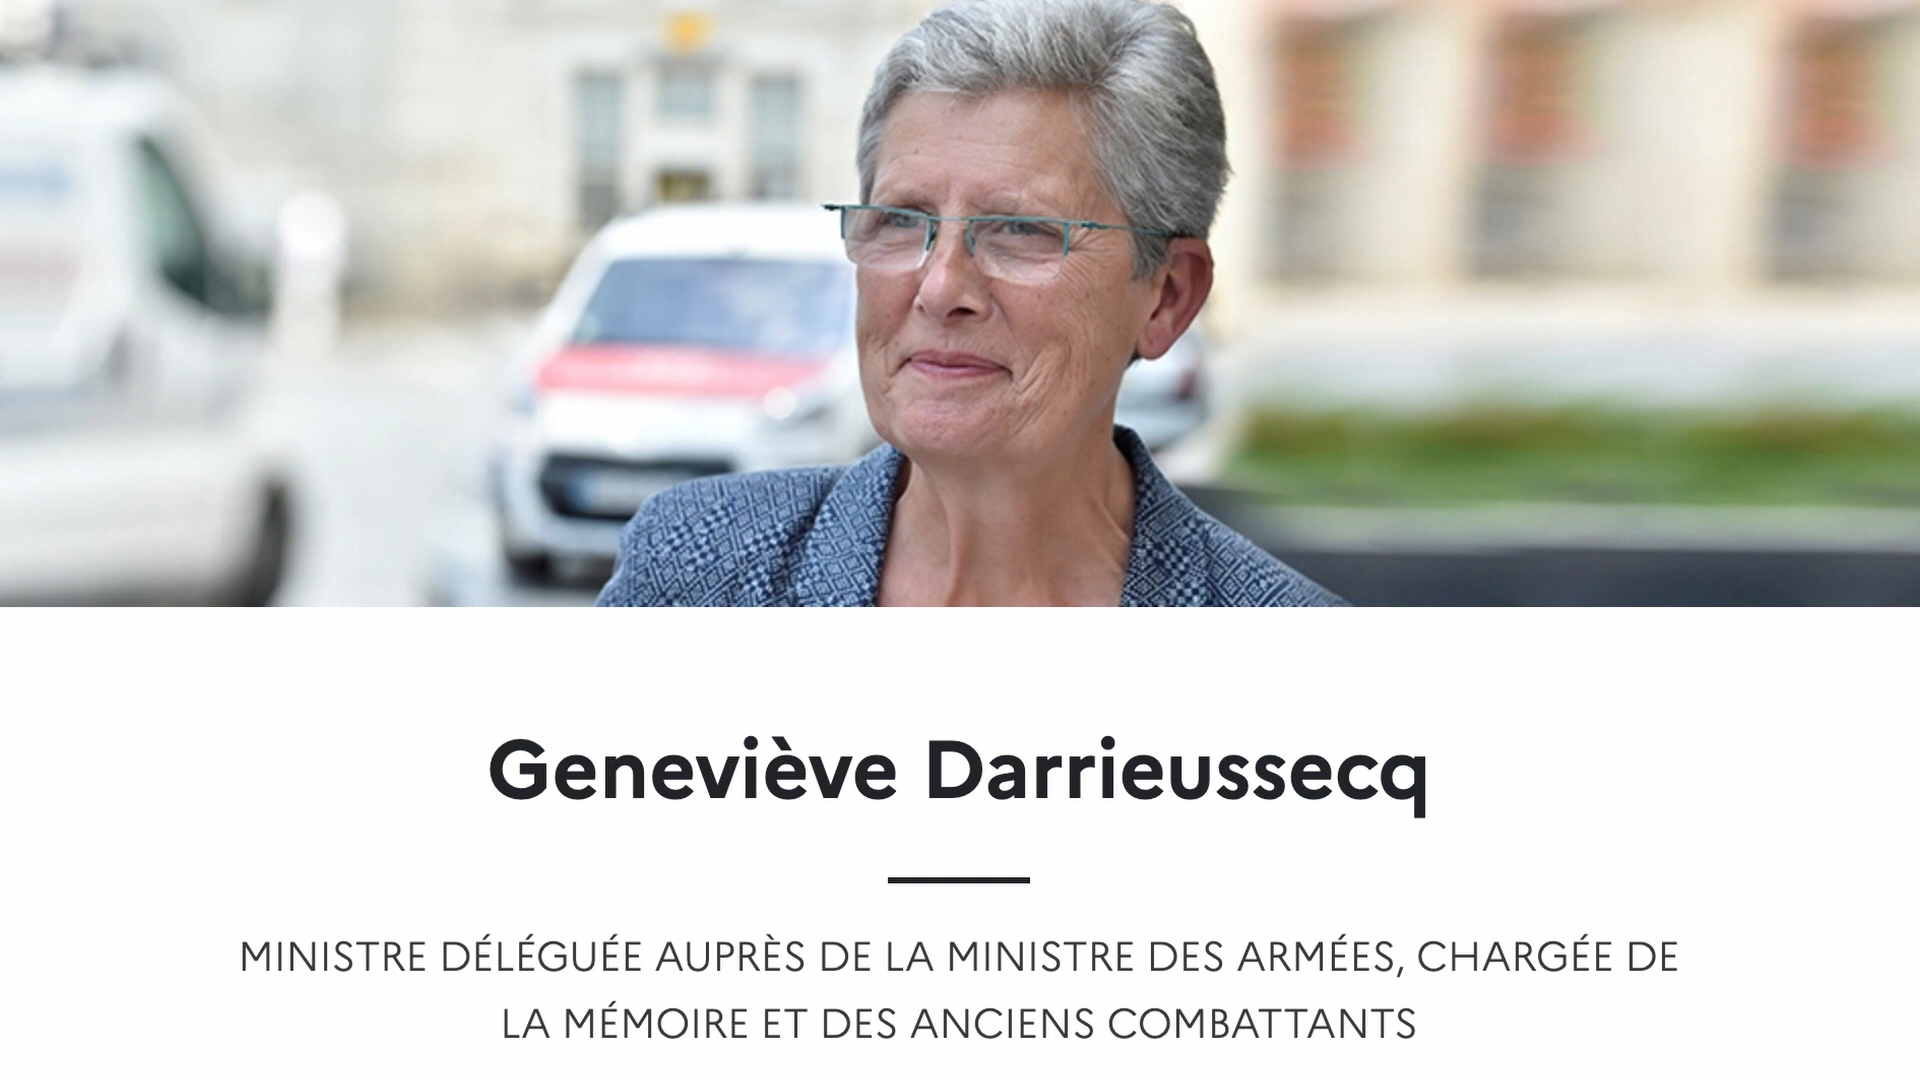 Geneviève Darrieussecq
MINISTRE DÉLÉGUÉE AUPRÈS DE LA MINISTRE DES ARMÉES, CHARGÉE DE
LA MÉMOIRE ET DES ANCIENS COMBATTANTS